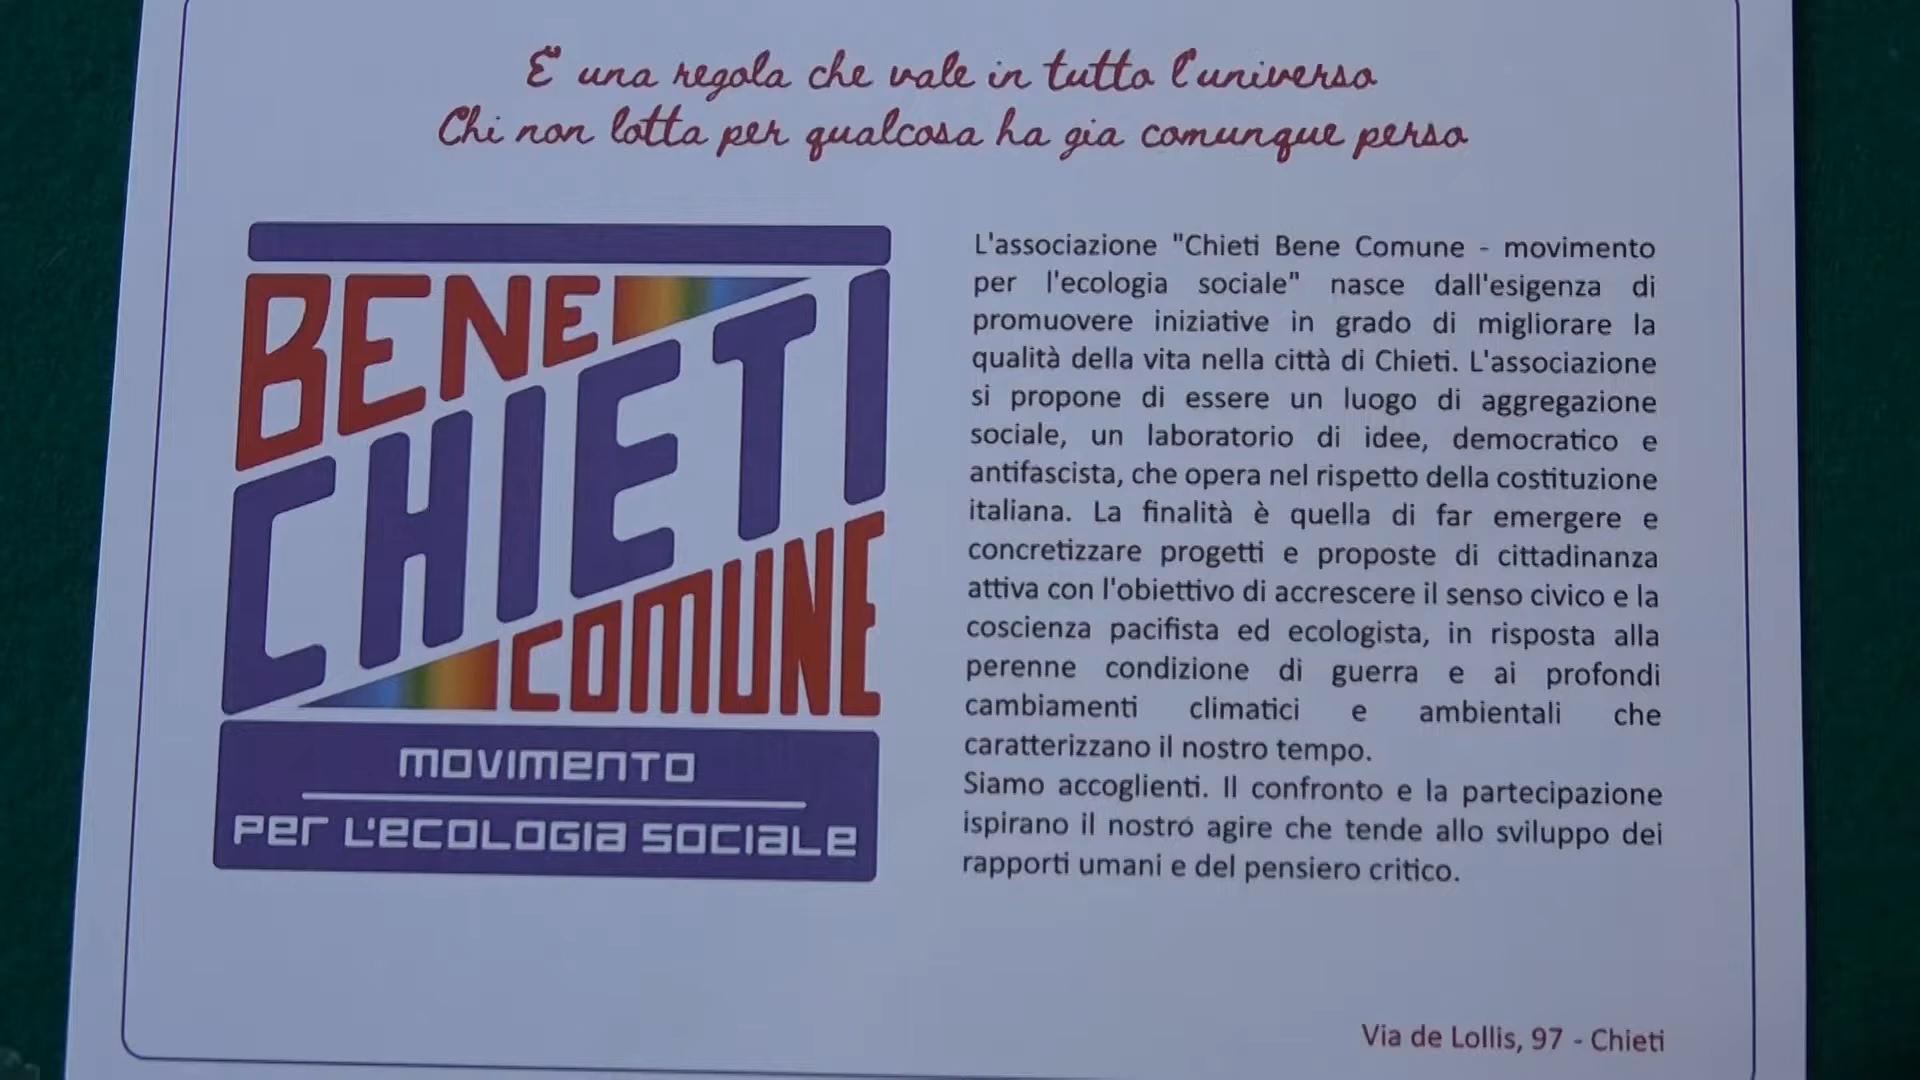 E' una regola che vale in tutto l'universo
Chi non lotta per qualcosa ha gia comunque perso
BENE
CHIETI
COMUNE
MOVIMENTO
PER L'ECOLOGIA SOCIALE
L'associazione "Chieti Bene Comune - movimento
per l'ecologia sociale" nasce dall'esigenza di
promuovere iniziative in grado di migliorare la
qualità della vita nella città di Chieti. L'associazione
si propone di essere un luogo di aggregazione
sociale, un laboratorio di idee, democratico e
antifascista, che opera nel rispetto della costituzione
italiana. La finalità è quella di far emergere e
concretizzare progetti e proposte di cittadinanza
attiva con l'obiettivo di accrescere il senso civico e la
coscienza pacifista ed ecologista, in risposta alla
perenne condizione di guerra e ai profondi
cambiamenti climatici e ambientali che
caratterizzano il nostro tempo.
Siamo accoglienti. Il confronto e la partecipazione
ispirano il nostro agire che tende allo sviluppo dei
rapporti umani e del pensiero critico.
Via de Lollis, 97 - Chieti